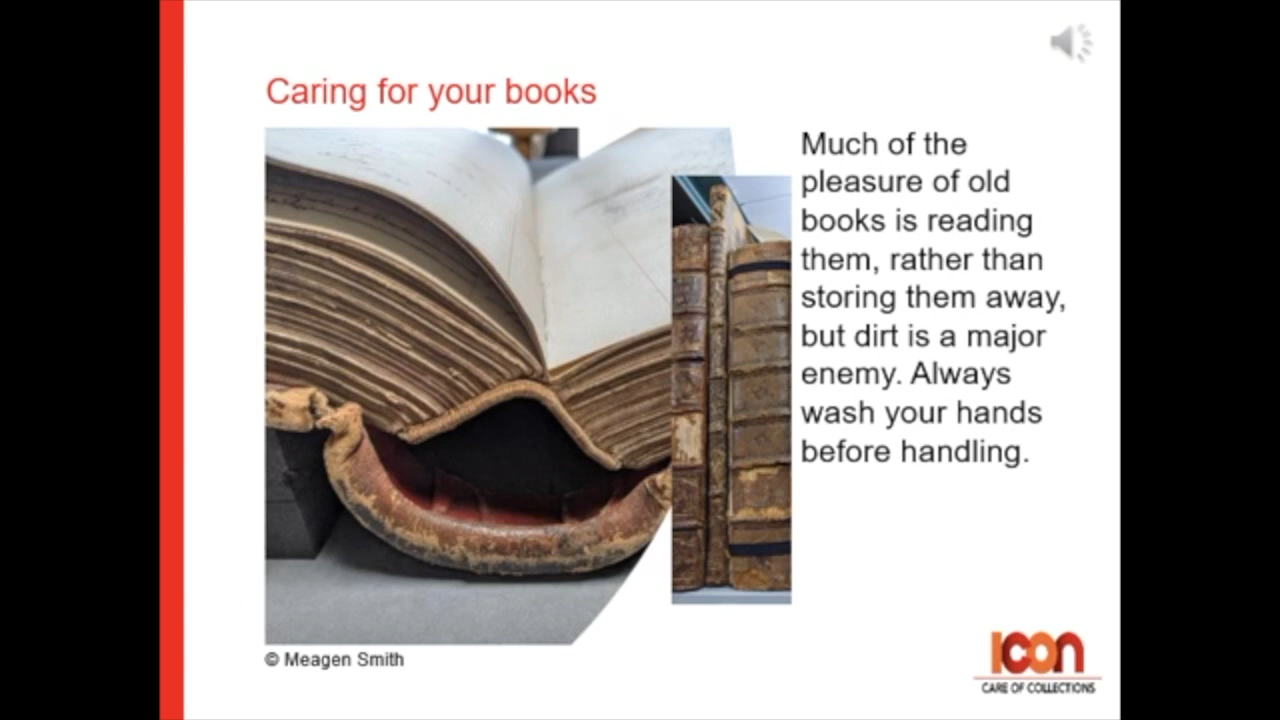 Caring for your books
Much of the
pleasure of old
books is reading
them, rather than
storing them away,
but dirt is a major
enemy. Always
wash your hands
before handling.
© Meagen Smith
Icon
CARE OF COLLECTIONS